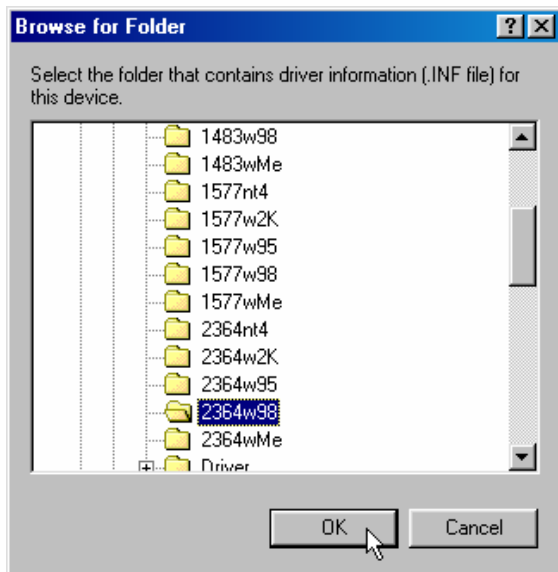 Browse for Folder
Select the folder that contains driver information (.INF file) for
this device.
1483w98
1483wMe
1577nt4
1577w2K
1577w95
1577w98
1577wMe
2364nt4
2364w2K
2364w95
2364w98
2364wMe
Driver
OK
Cancel